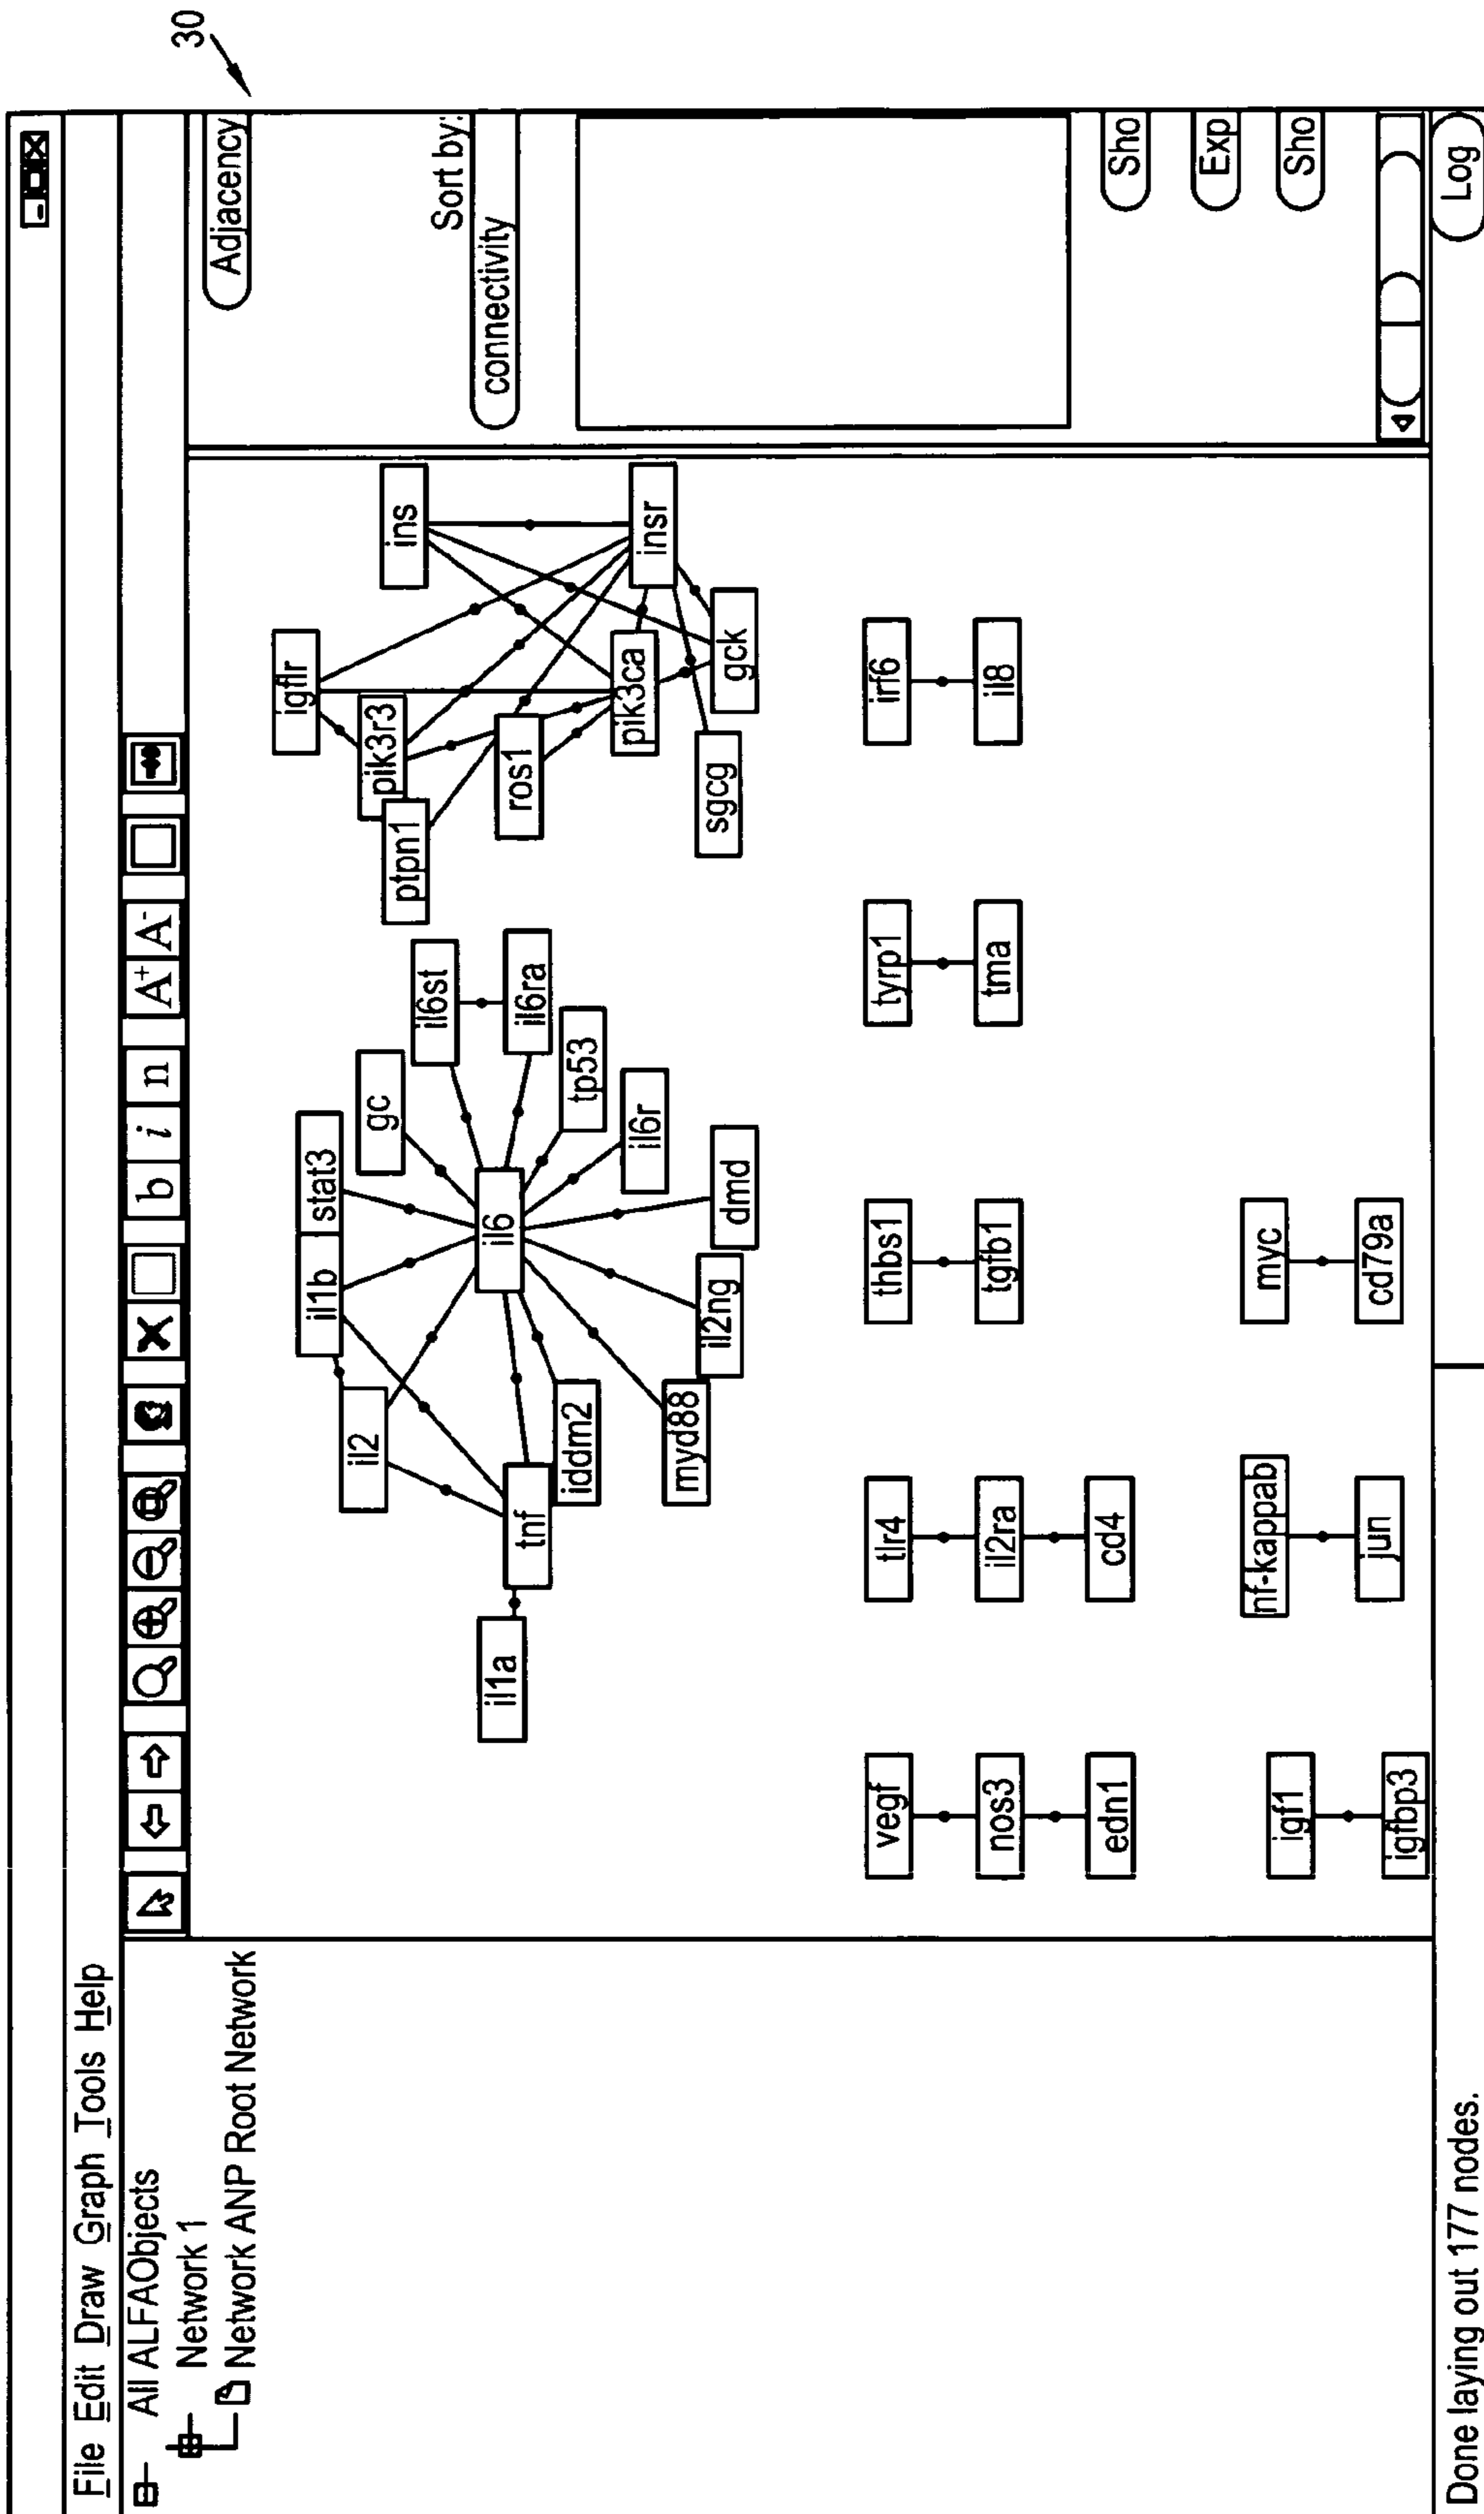 30
File Edit Draw Graph Tools Help
b i n A+ A-
All ALFAObjects
Network 1
Network ANP Root Network
Adjacency
Sort by:
connectivity
Sho
Exp
Sho
igflr
ins
pik3r3
ptpn1
ros1
insr
pik3ca
gck
sgcg
stat3
il1b
gc
il6st
il2
il6ra
il6
tp53
tnf
il1a
iddm2
il6r
myd88
il2ng
dmd
vegf
tlr4
thbs1
tyrp1
irf6
nos3
il2ra
tgfb1
tma
il8
edn1
cd4
igf1
nf-kappab
myc
igfbp3
jun
cd79a
Done laying out 177 nodes.
Log